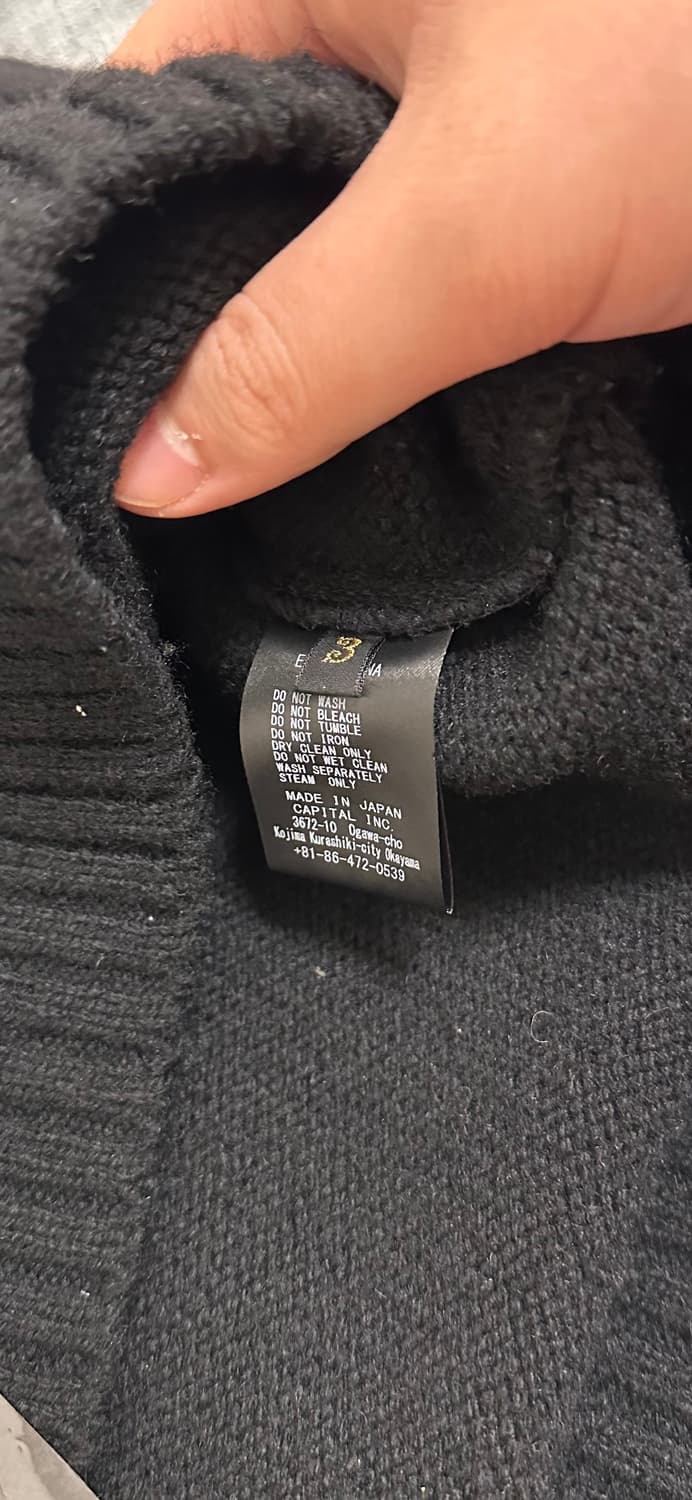 3
DO NOT WASH
DO NOT BLEACH
DO NOT TUMBLE
DO NOT IRON
DRY CLEAN ONLY
DO NOT WET CLEAN
WASH SEPARATELY
STEAM ONLY
MADE IN JAPAN
CAPITAL INC.
3672-10 Ogawa-cho
Kojima Kurashiki-city Okayama
+81-86-472-0539